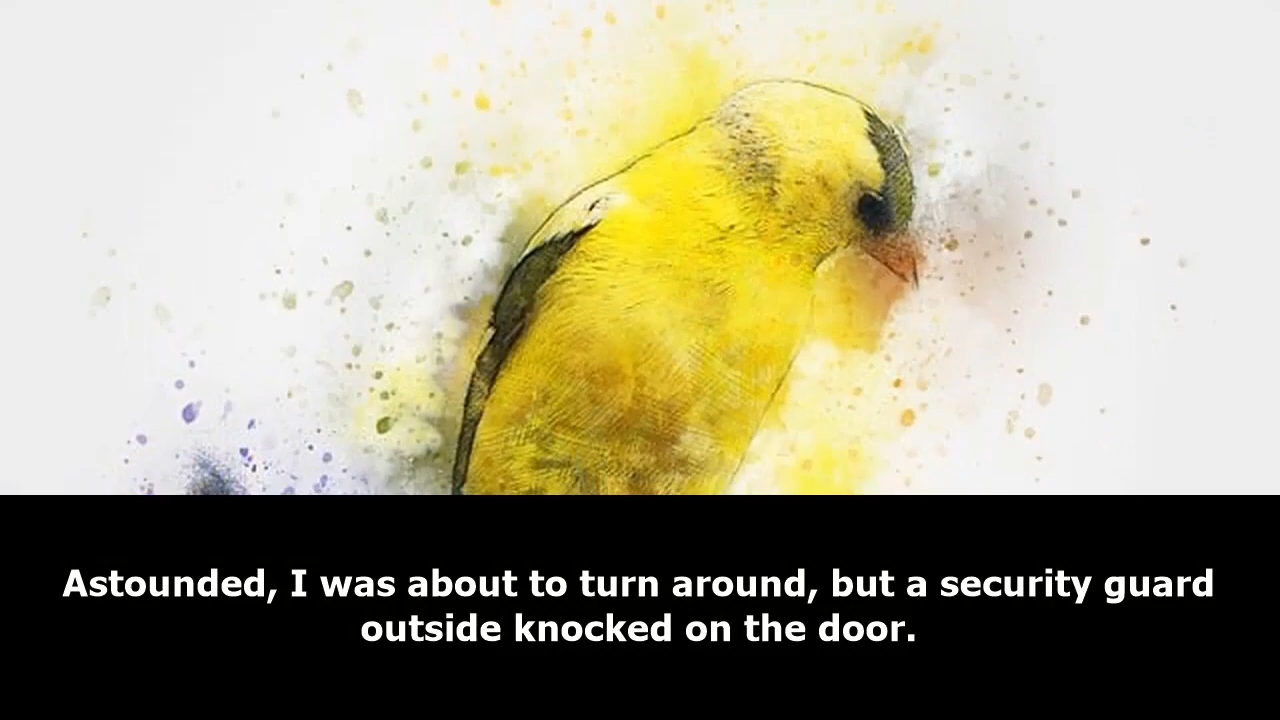 Astounded, I was about to turn around, but a security guard
outside knocked on the door.